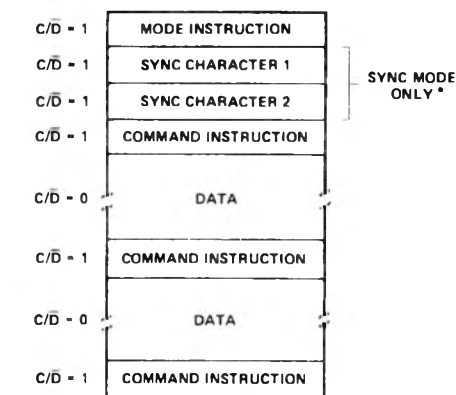 C/D̅ = 1 MODE INSTRUCTION
C/D̅ = 1 SYNC CHARACTER 1
C/D̅ = 1 SYNC CHARACTER 2
SYNC MODE
ONLY*
C/D̅ = 1 COMMAND INSTRUCTION
C/D̅ = 0 DATA
C/D̅ = 1 COMMAND INSTRUCTION
C/D̅ = 0 DATA
C/D̅ = 1 COMMAND INSTRUCTION